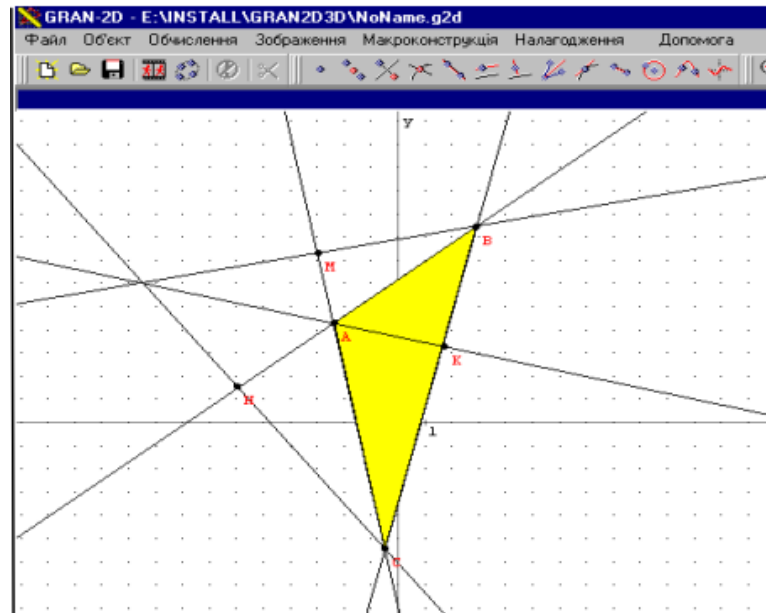 GRAN-2D - E:\INSTALL\GRAN2D3D\NoName.g2d
Файл Об'єкт Обчислення Зображення Макроконструкція Налагодження Допомога
Y
B
M
A
K
H
1
C